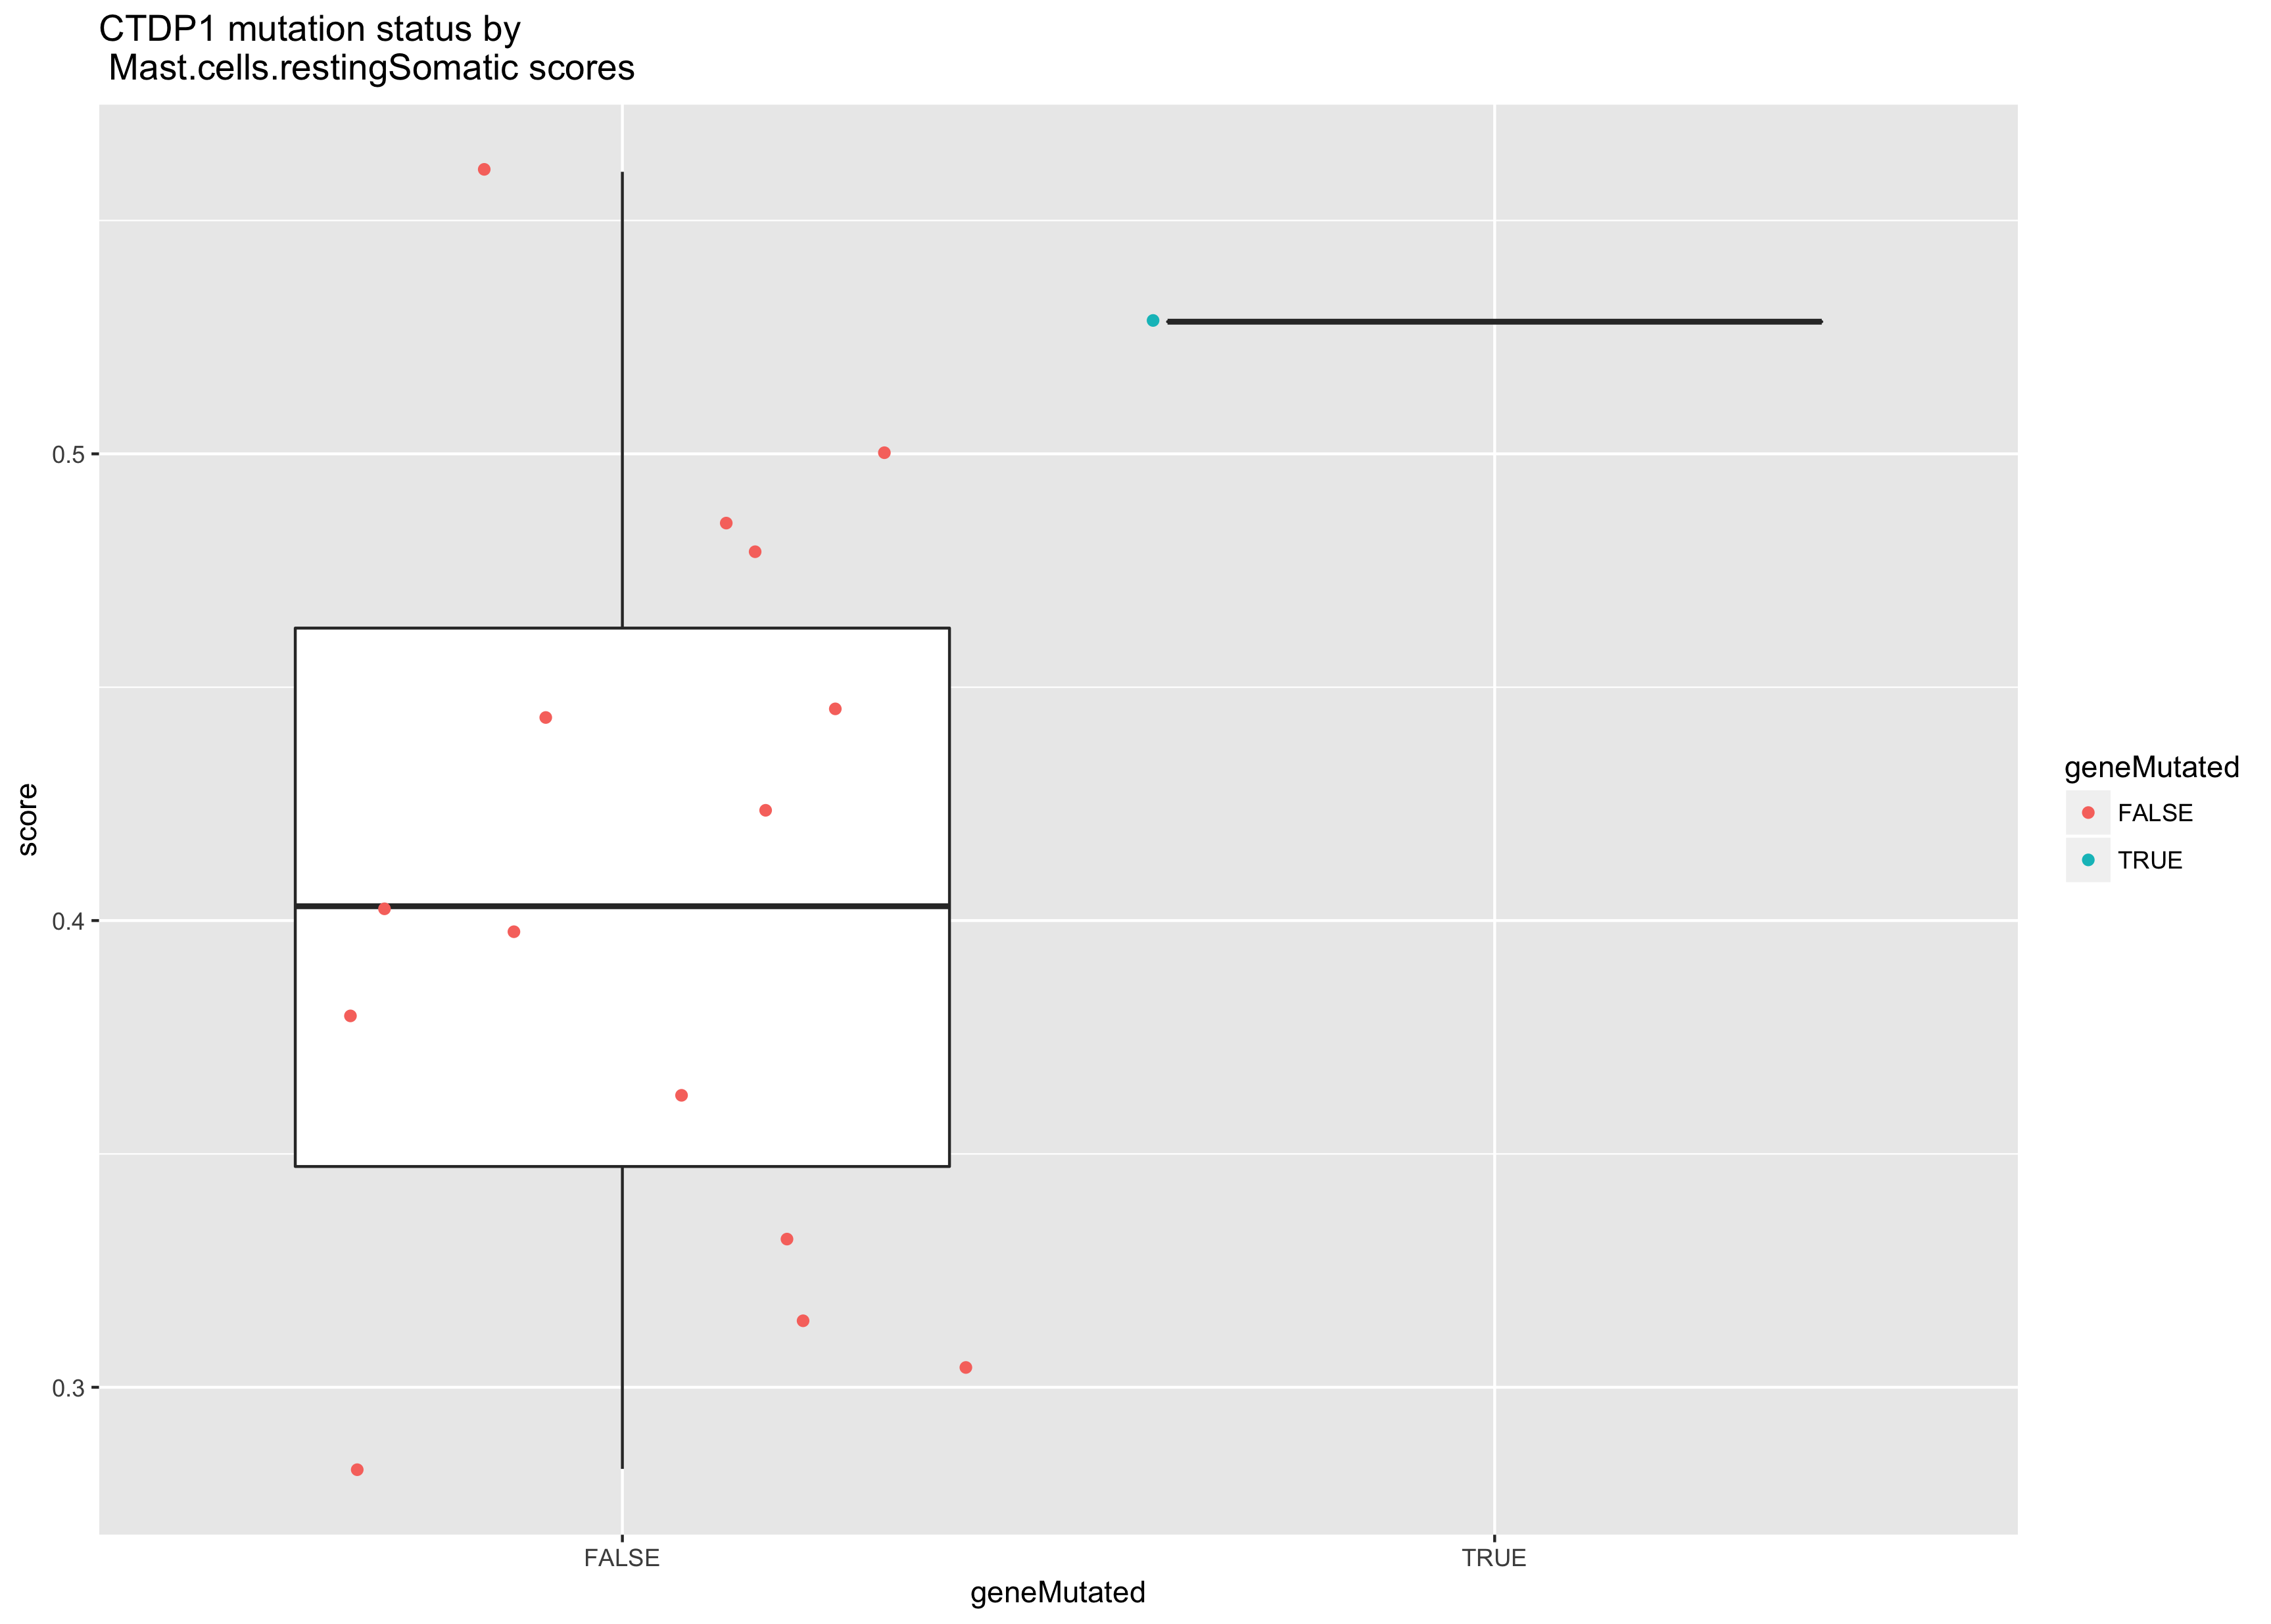 CTDP1 mutation status by
Mast.cells.restingSomatic scores
score
0.5
0.4
0.3
FALSE
TRUE
geneMutated
geneMutated
FALSE
TRUE